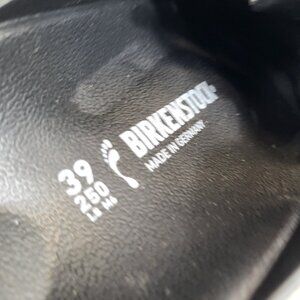 39
250
L8 M6
BIRKENSTOCK
MADE IN GERMANY